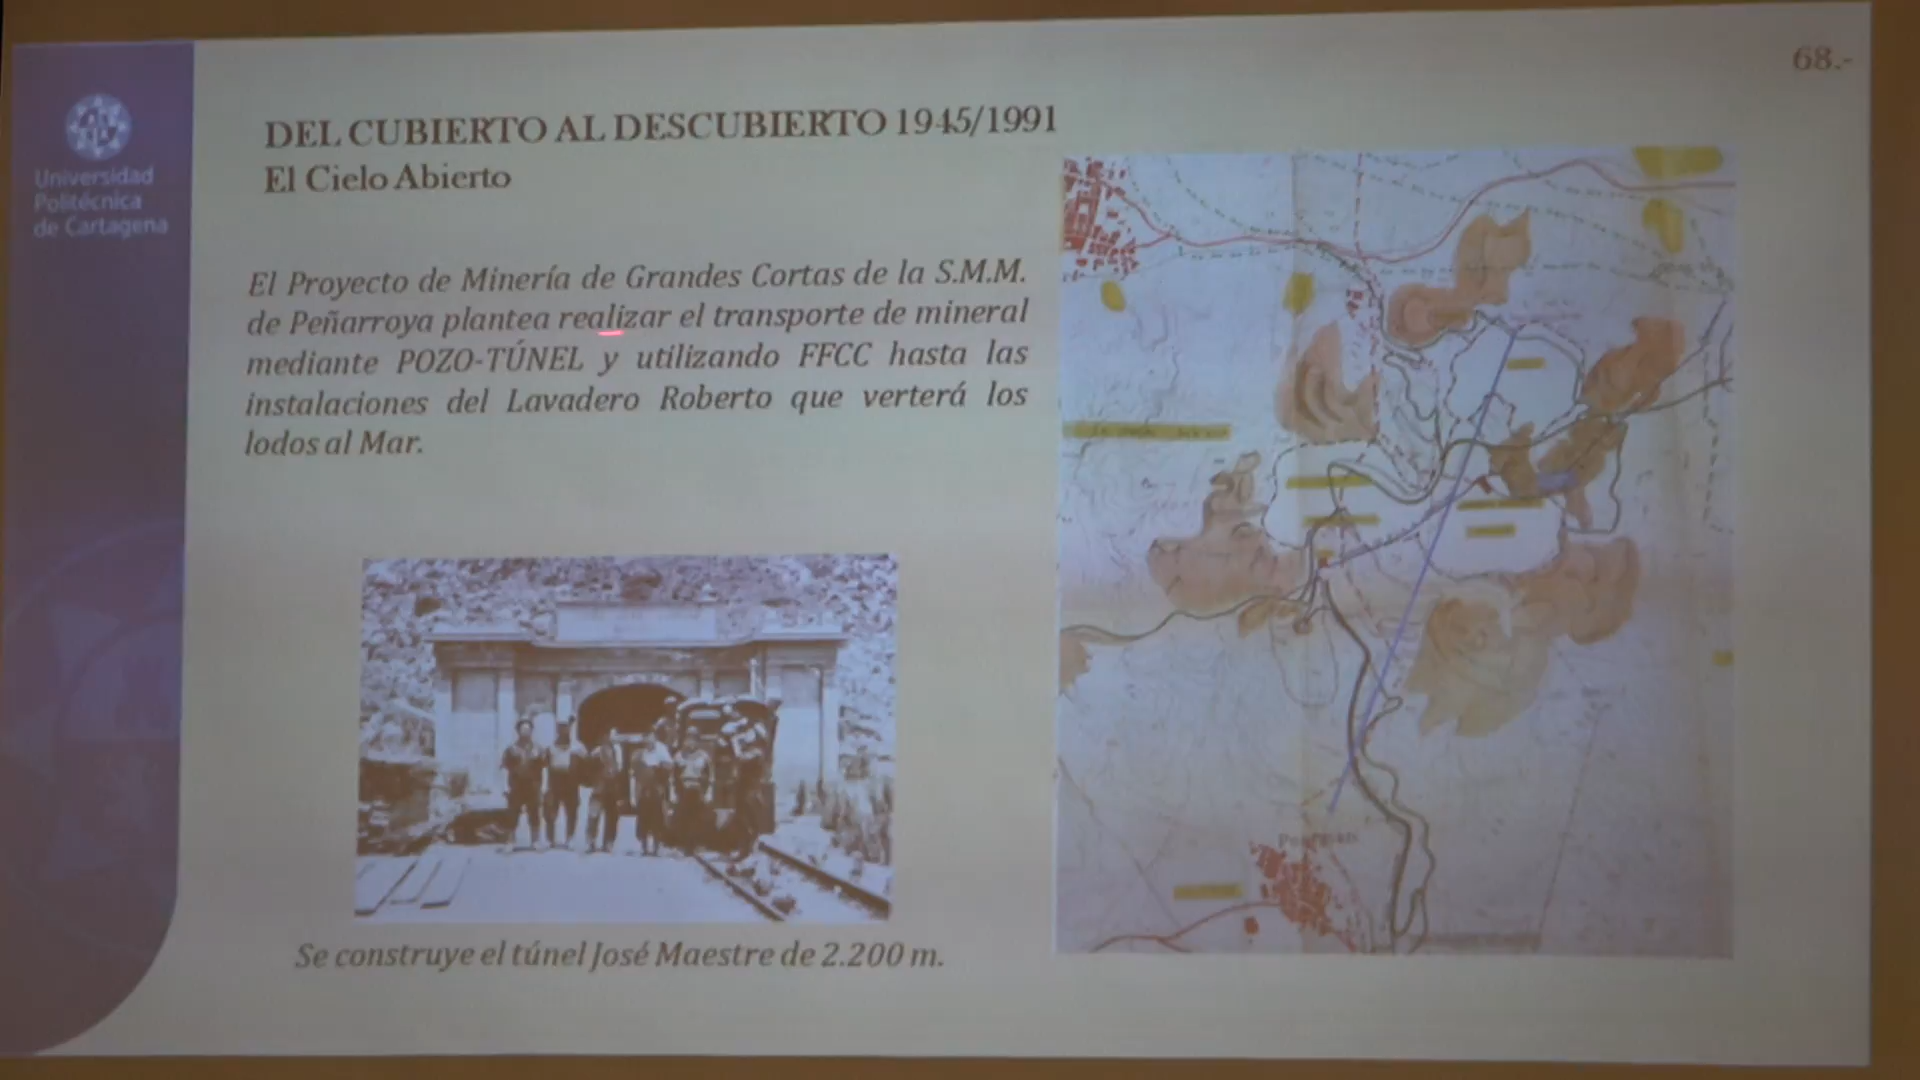 68.-
Universidad
Politécnica
de Cartagena
DEL CUBIERTO AL DESCUBIERTO 1945/1991
El Cielo Abierto
El Proyecto de Minería de Grandes Cortas de la S.M.M.
de Peñarroya plantea realizar el transporte de mineral
mediante POZO-TÚNEL y utilizando FFCC hasta las
instalaciones del Lavadero Roberto que verterá los
lodos al Mar.
Se construye el túnel José Maestre de 2.200 m.